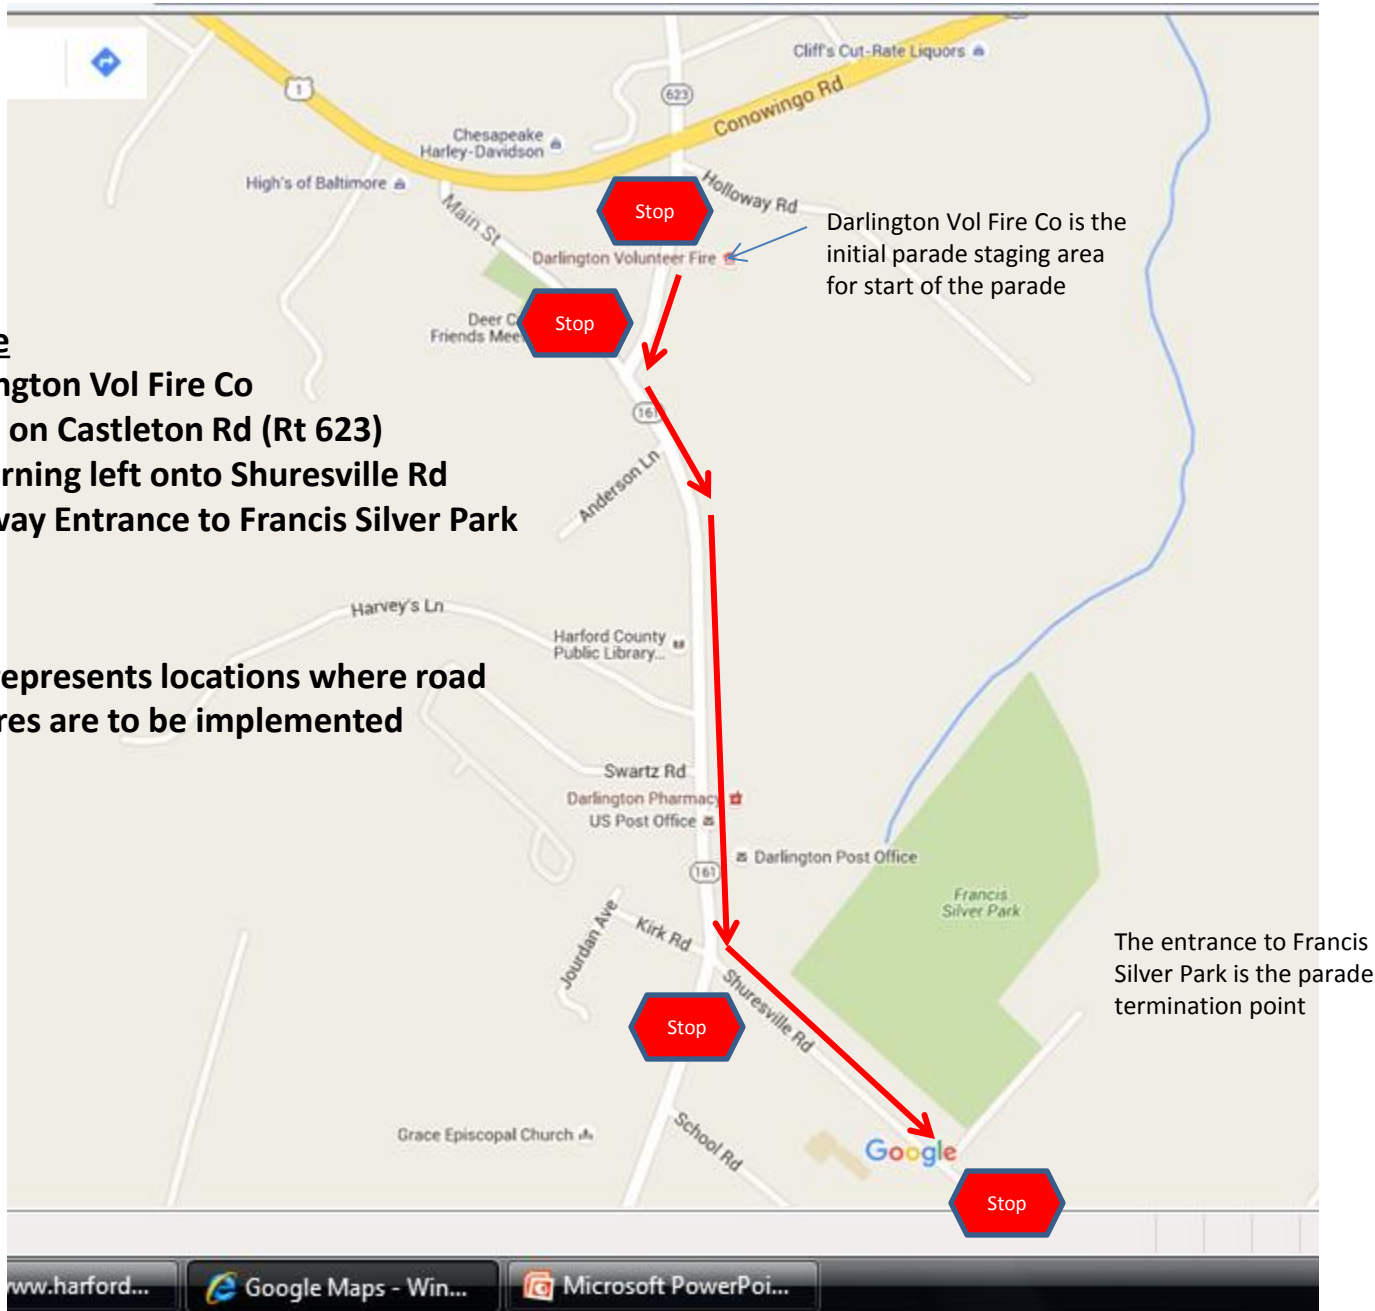 Cliff's Cut-Rate Liquors
1
623
Conowingo Rd
Chesapeake
Harley-Davidson
High's of Baltimore
Holloway Rd
Stop
Main St
Darlington Vol Fire Co is the
initial parade staging area
for start of the parade
Darlington Volunteer Fire
Stop
Deer C
Friends Mee
e
ngton Vol Fire Co
on Castleton Rd (Rt 623)
161
rning left onto Shuresville Rd
Anderson Ln
way Entrance to Francis Silver Park
Harvey's Ln
Harford County
Public Library...
represents locations where road
res are to be implemented
Swartz Rd
Darlington Pharmacy
US Post Office
Darlington Post Office
161
Francis
Silver Park
Jourdan Ave
Kirk Rd
The entrance to Francis
Silver Park is the parade
termination point
Shuresville Rd
Stop
Grace Episcopal Church
School Rd
Google
Stop
www.harford...
Google Maps - Win...
Microsoft PowerPoi...